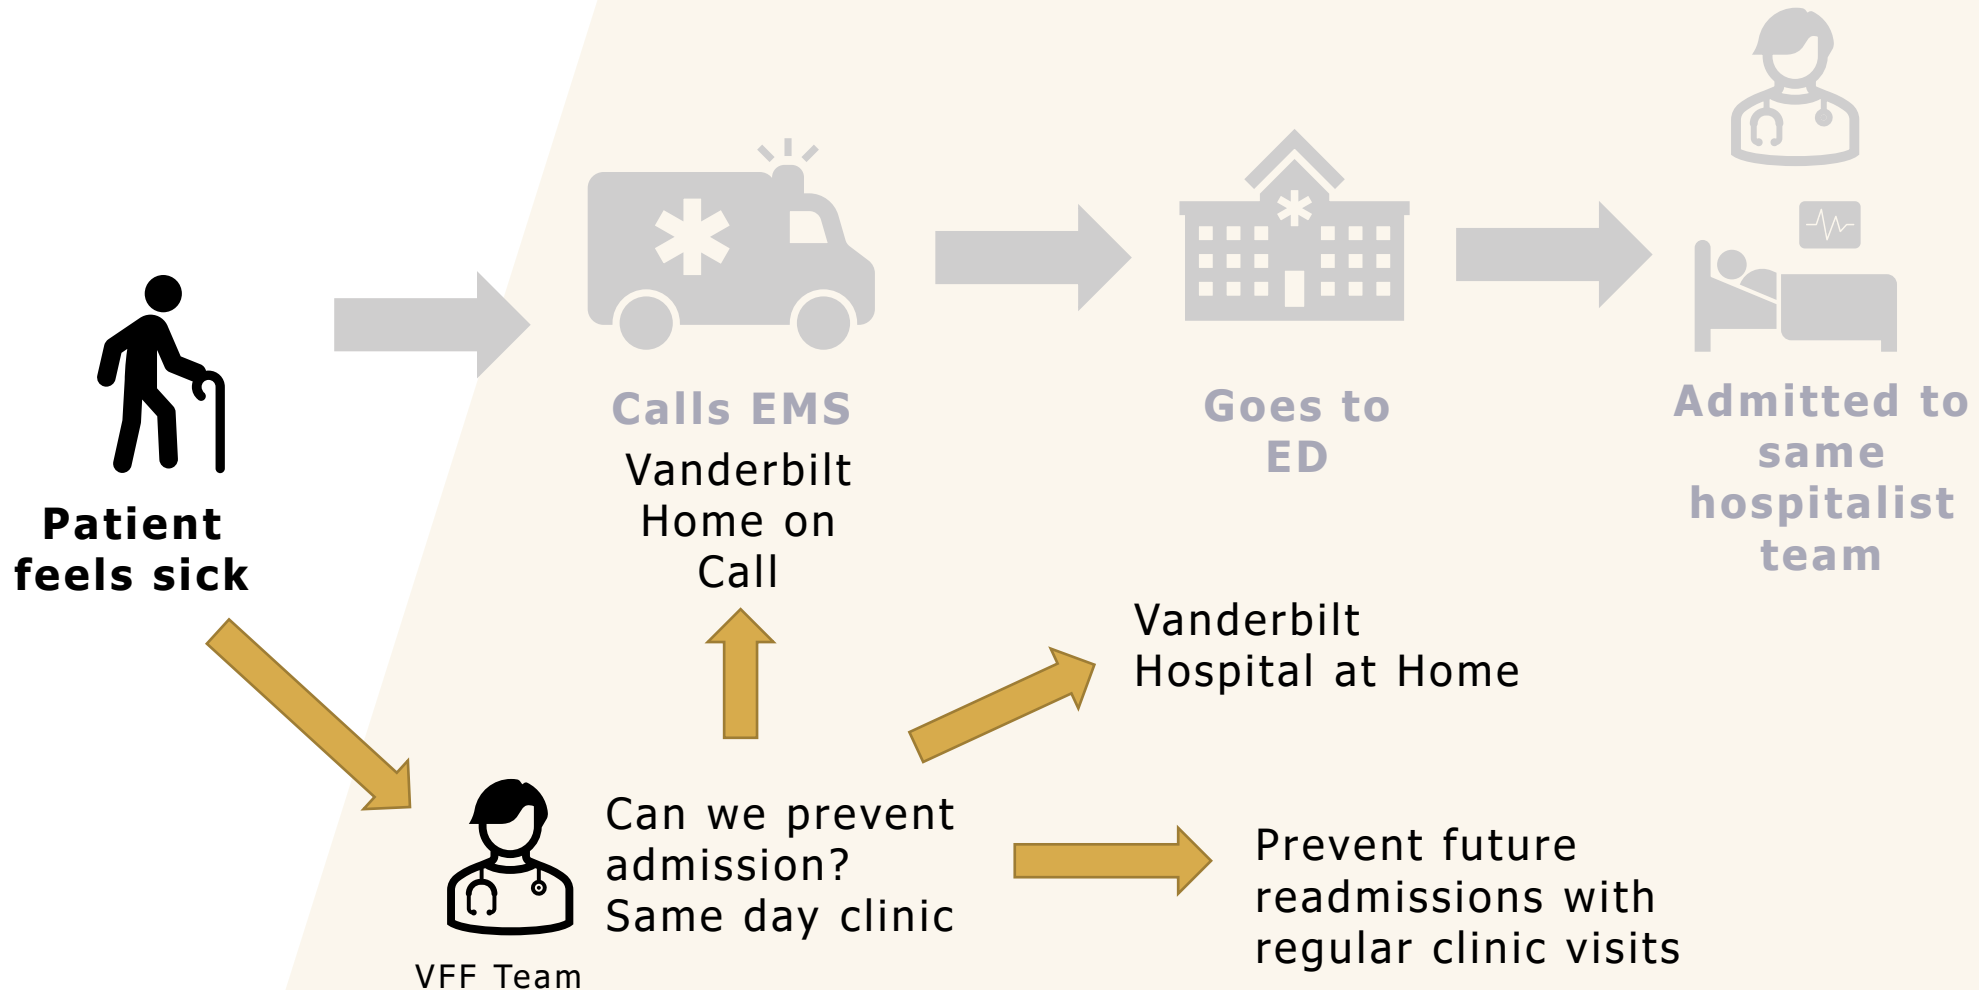 Patient
feels sick
Calls EMS
Vanderbilt
Home on
Call
Goes to
ED
Admitted to
same
hospitalist
team
Vanderbilt
Hospital at Home
VFF Team
Can we prevent
admission?
Same day clinic
Prevent future
readmissions with
regular clinic visits